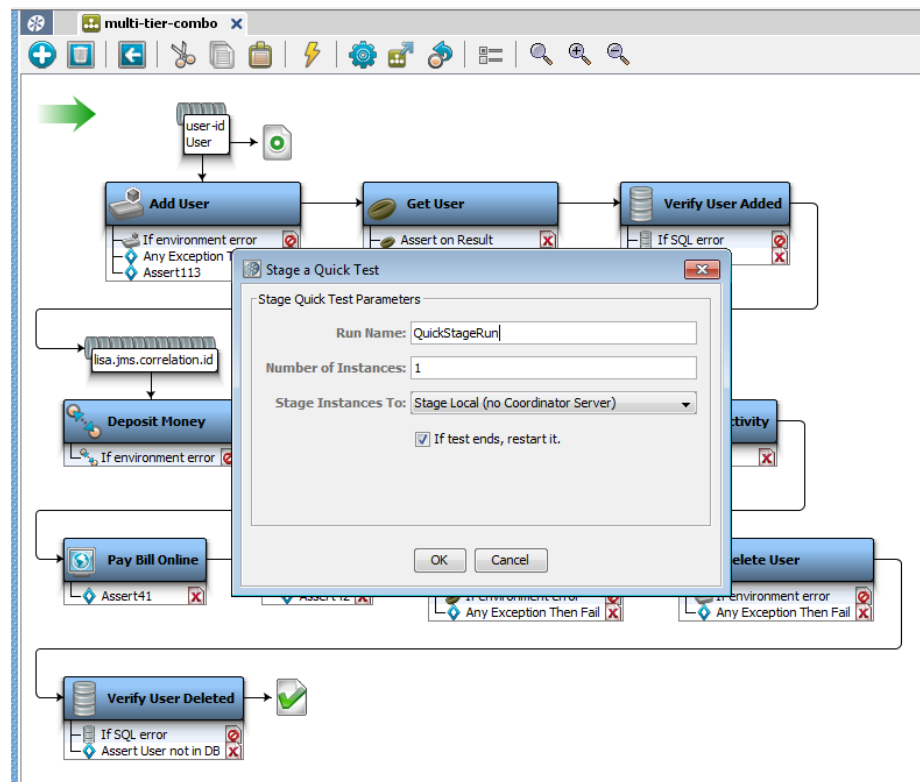 multi-tier-combo
user-id
User
Add User
Get User
Verify User Added
If environment error
Any Exception T
Assert113
Assert on Result
If SQL error
Stage a Quick Test
Stage Quick Test Parameters
Run Name: QuickStageRun
Number of Instances: 1
Stage Instances To: Stage Local (no Coordinator Server)
If test ends, restart it.
OK
Cancel
lisa.jms.correlation.id
Deposit Money
If environment error
tivity
Pay Bill Online
Assert41
Assert42
If environment error
Any Exception Then Fail
elete User
If environment error
Any Exception Then Fail
Verify User Deleted
If SQL error
Assert User not in DB